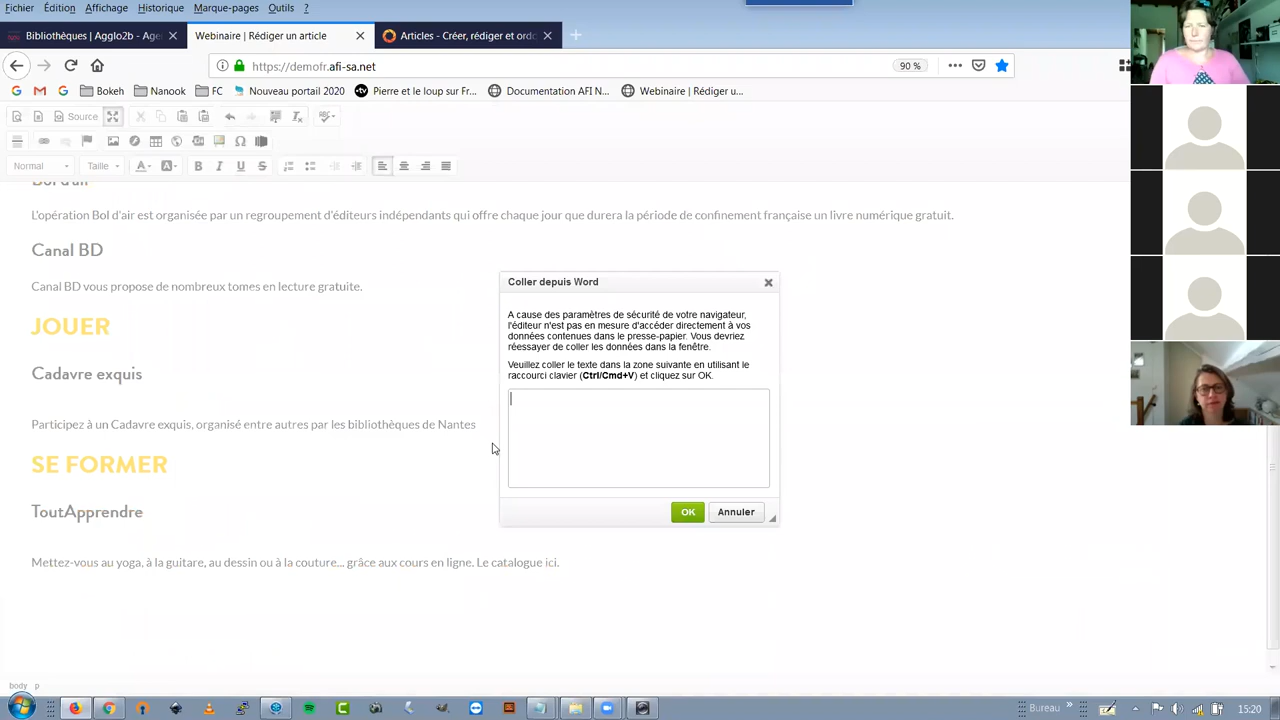 Fichier Édition Affichage Historique Marque-pages Outils ?
Bibliothèques | Agglo2b - Age
Webinaire | Rédiger un article
Articles - Créer, rédiger et ordo
https://demofr.afi-sa.net
90 %
Bokeh
Nanook
FC
Nouveau portail 2020
Pierre et le loup sur Fr...
Documentation AFI N...
Webinaire | Rédiger u...
Source
Normal
Taille
Bol d'air
L'opération Bol d'air est organisée par un regroupement d'éditeurs indépendants qui offre chaque jour que durera la période de confinement française un livre numérique gratuit.
Canal BD
Canal BD vous propose de nombreux tomes en lecture gratuite.
JOUER
Cadavre exquis
Participez à un Cadavre exquis, organisé entre autres par les bibliothèques de Nantes
SE FORMER
ToutApprendre
Mettez-vous au yoga, à la guitare, au dessin ou à la couture... grâce aux cours en ligne. Le catalogue ici.
Coller depuis Word
A cause des paramètres de sécurité de votre navigateur,
l'éditeur n'est pas en mesure d'accéder directement à vos
données contenues dans le presse-papier. Vous devriez
réessayer de coller les données dans la fenêtre.
Veuillez coller le texte dans la zone suivante en utilisant le
raccourci clavier (Ctrl/Cmd+V) et cliquez sur OK.
OK
Annuler
body p
Bureau
15:20